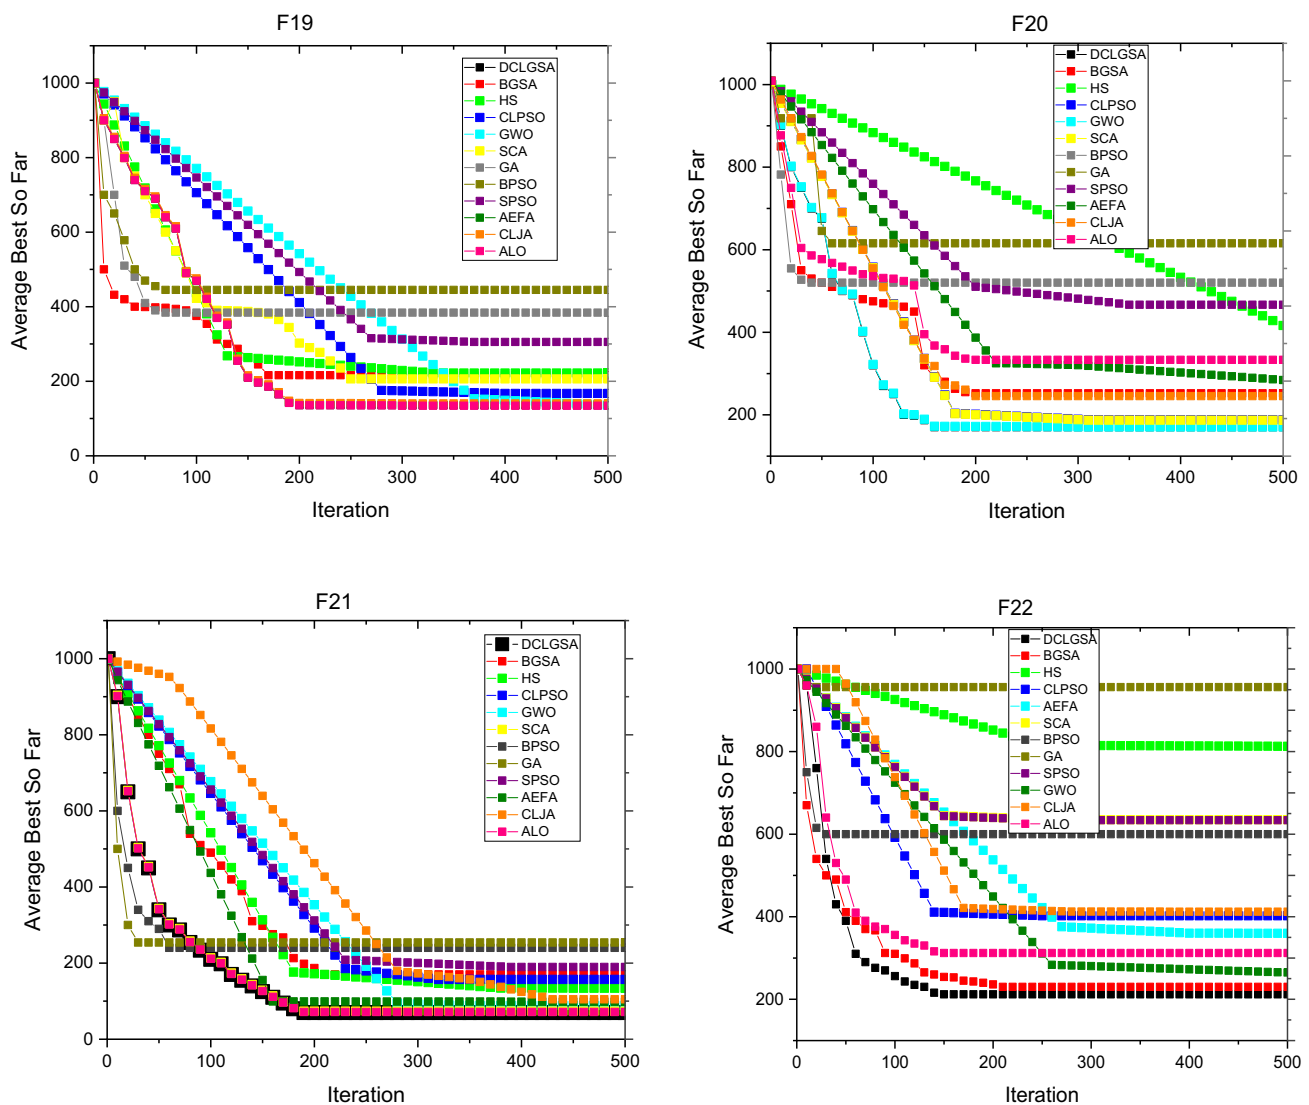 F19
1000
800
600
400
200
0
Average Best So Far
0 100 200 300 400 500
Iteration
DCLGSA
BGSA
HS
CLPSO
GWO
SCA
GA
BPSO
SPSO
AEFA
CLJA
ALO
F20
1000
800
600
400
200
Average Best So Far
0 100 200 300 400 500
Iteration
DCLGSA
BGSA
HS
CLPSO
GWO
SCA
BPSO
GA
SPSO
AEFA
CLJA
ALO
F21
1000
800
600
400
200
0
Average Best So Far
0 100 200 300 400 500
Iteration
DCLGSA
BGSA
HS
CLPSO
GWO
SCA
BPSO
GA
SPSO
AEFA
CLJA
ALO
F22
1000
800
600
400
200
Average Best So Far
0 100 200 300 400 500
Iteration
DCLGSA
BGSA
HS
CLPSO
AEFA
SCA
BPSO
GA
SPSO
GWO
CLJA
ALO